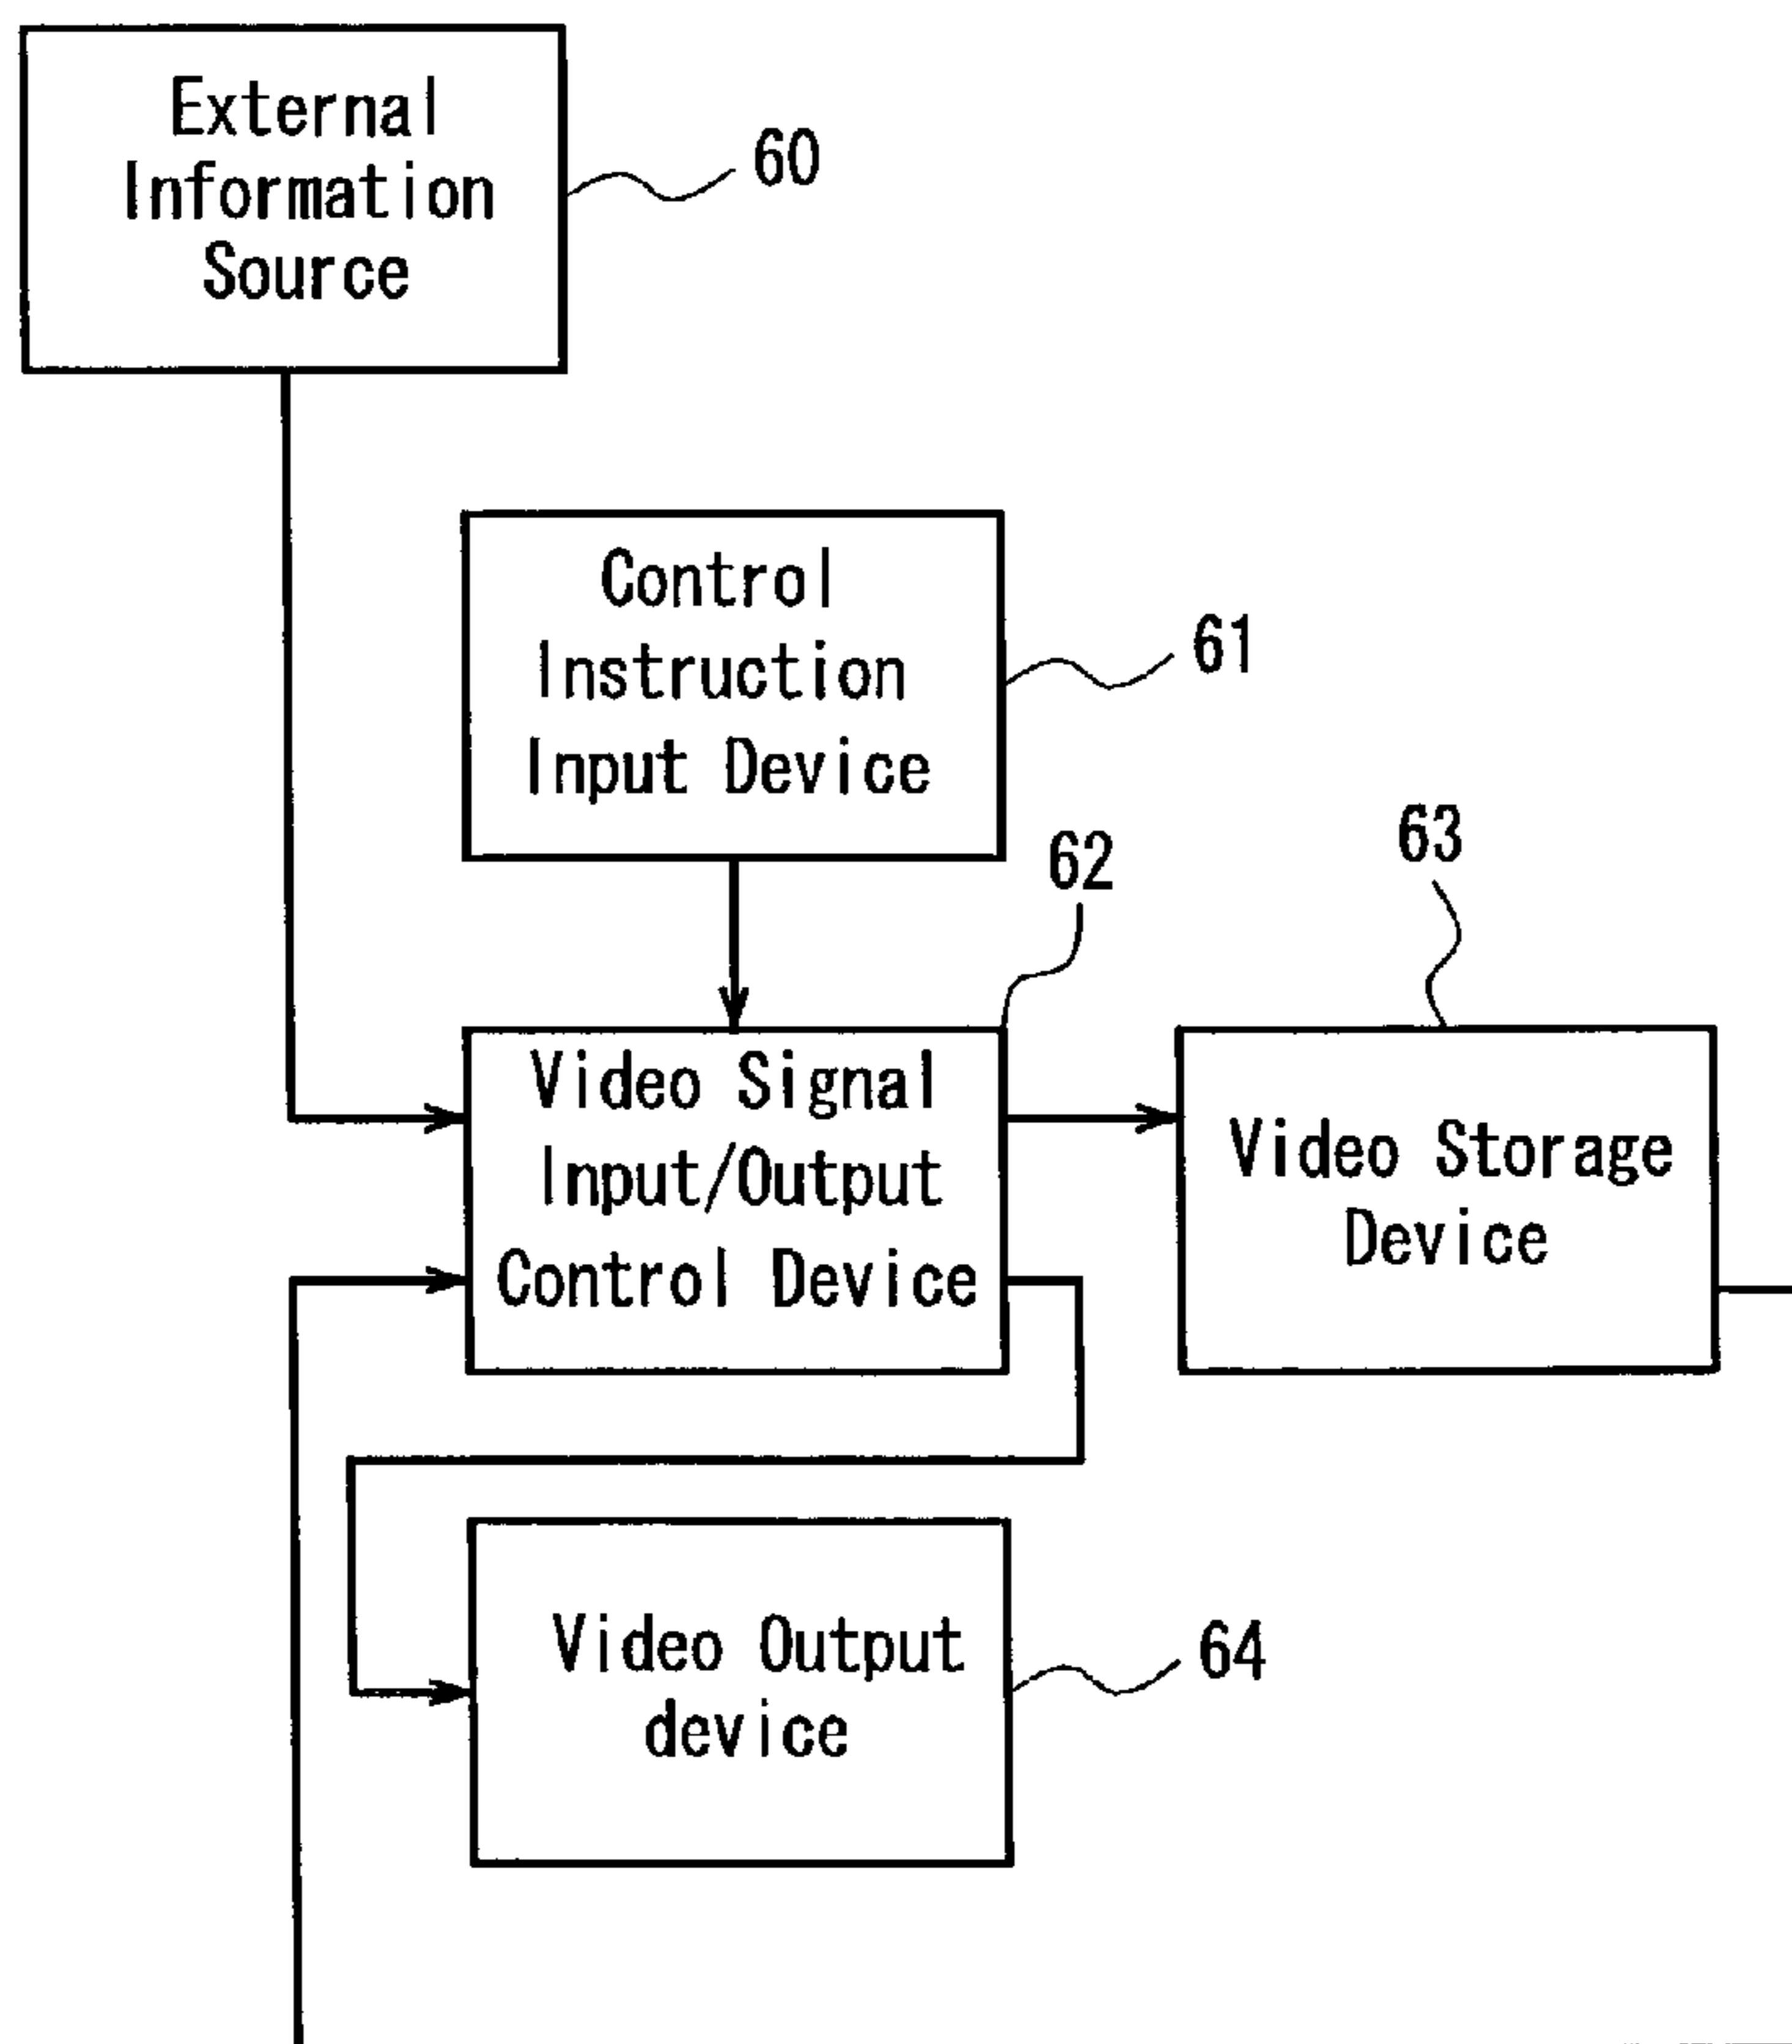 External
Information
Source
60
Control
Instruction
Input Device
61
62
63
Video Signal
Input/Output
Control Device
Video Storage
Device
Video Output
device
64